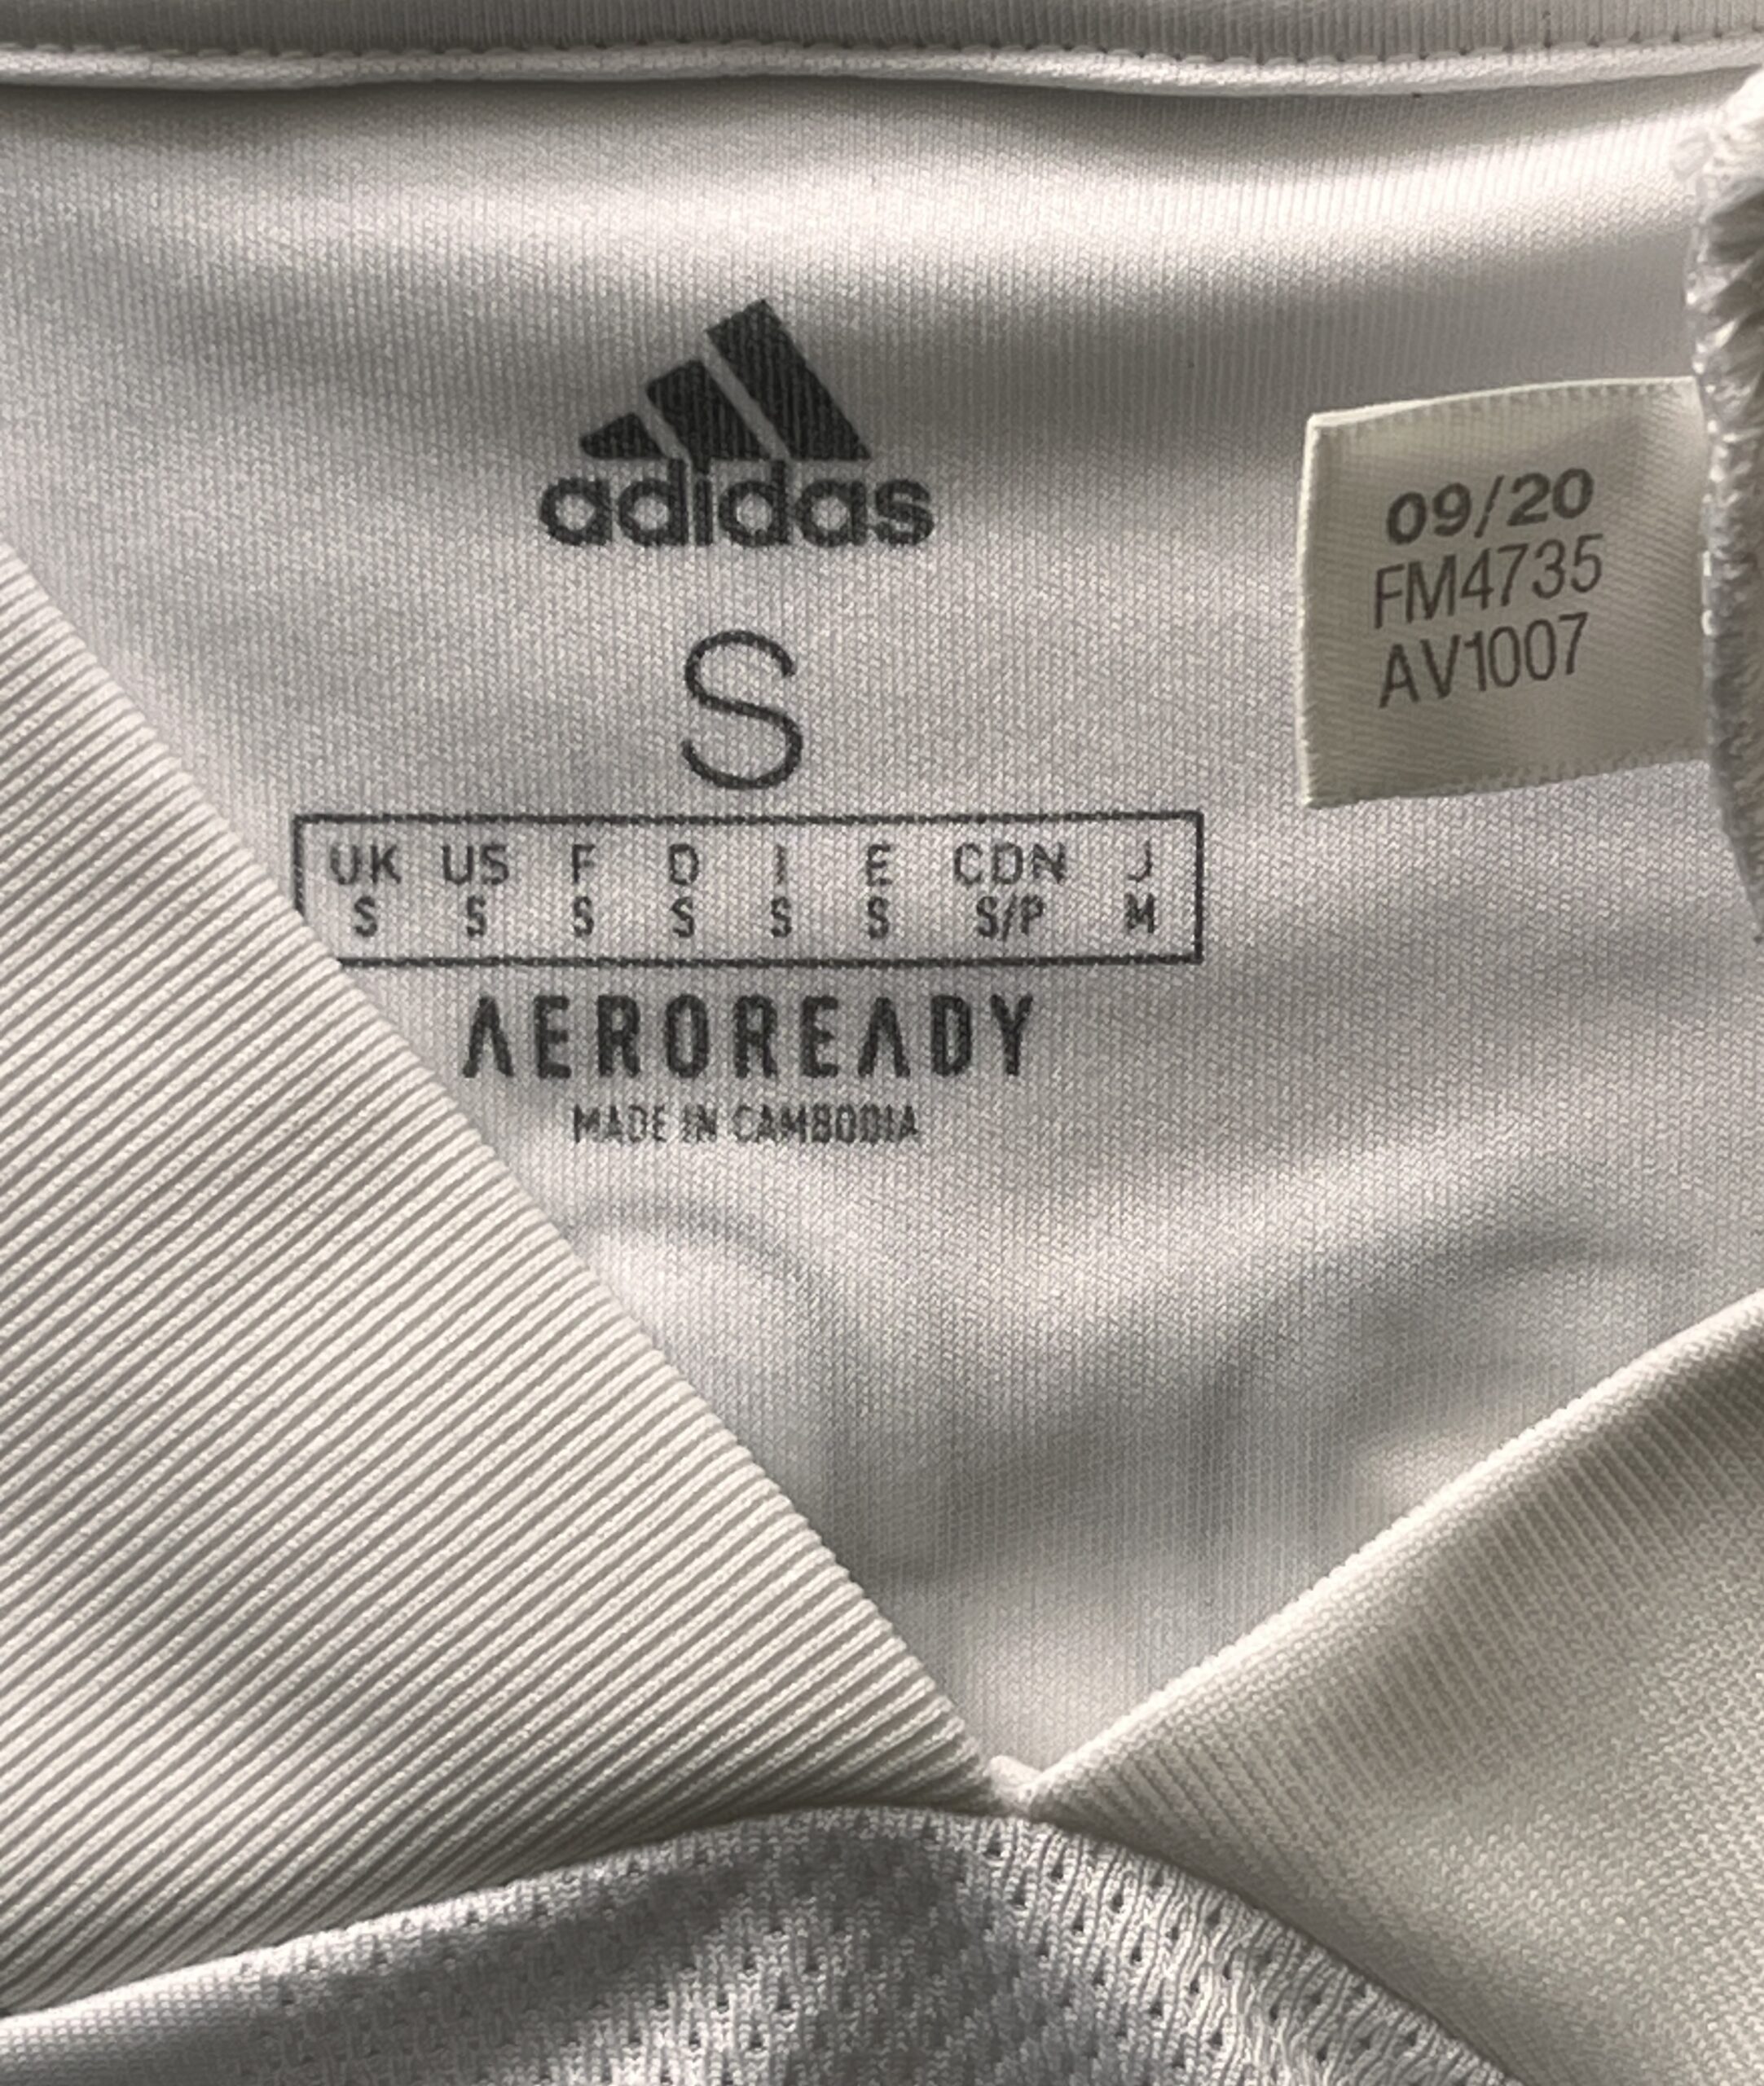 adidas
S
UK US F D I E CDN J
S S S S S S S/P M
AEROREADY
MADE IN CAMBODIA
09/20
FM4735
AV1007